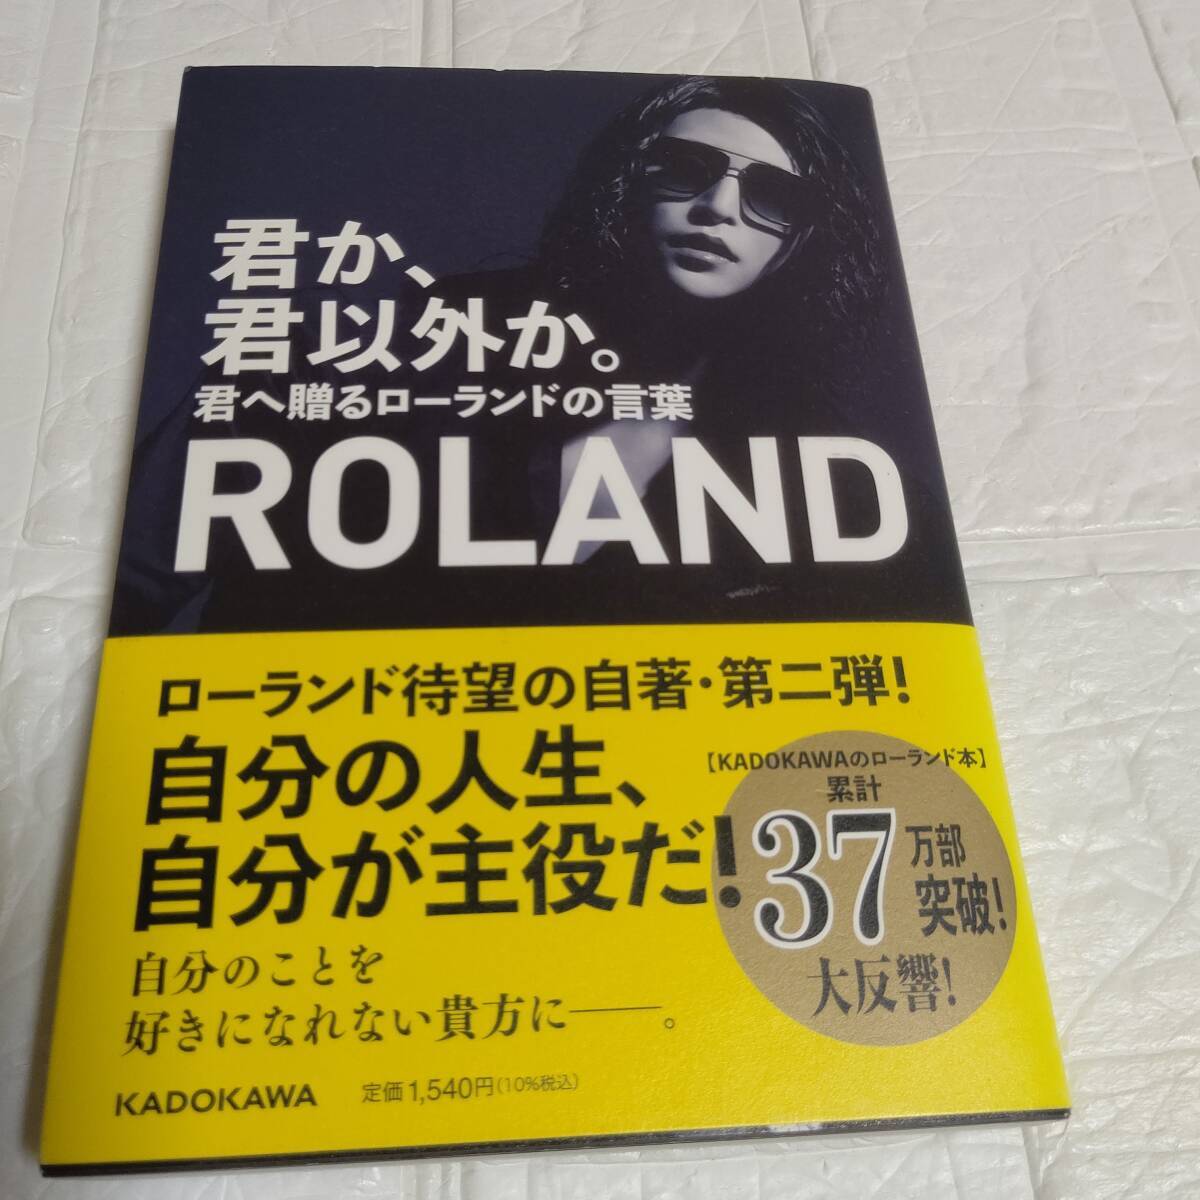 君か、
君以外か。
君へ贈るローランドの言葉
ROLAND
ローランド待望の自著・第二弾!
自分の人生、
自分が主役だ!
【KADOKAWAのローランド本】
累計
37万部
突破!
大反響!
自分のことを
好きになれない貴方に――。
KADOKAWA
定価1,540円(10%税込)